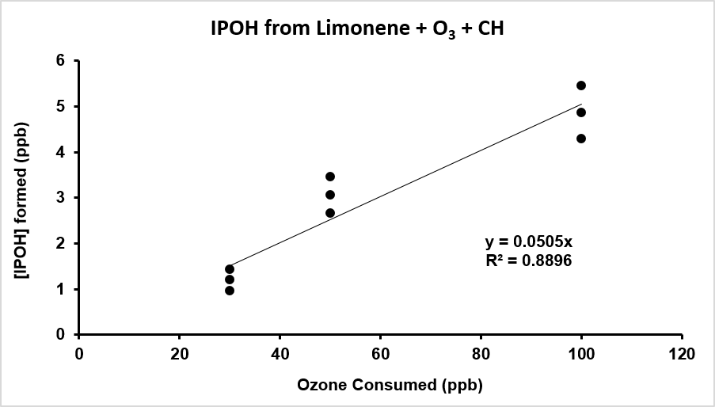 IPOH from Limonene + O₃ + CH
[IPOH] formed (ppb)
6
5
4
3
2
1
0
y = 0.0505x
R² = 0.8896
0 20 40 60 80 100 120
Ozone Consumed (ppb)